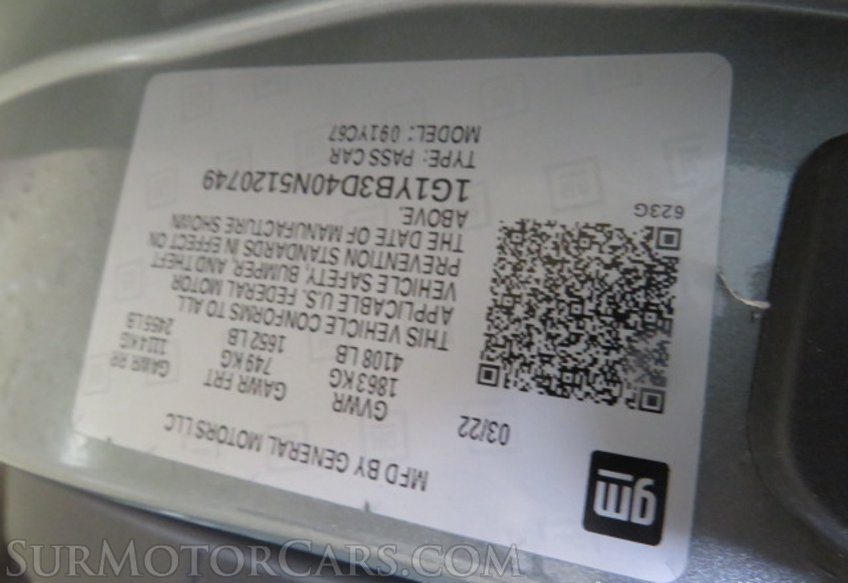 gm
MFD BY GENERAL MOTORS LLC
03/22
GVWR GAWR FRT GAWR RR
1863 KG 749 KG 1114 KG
4108 LB 1652 LB 2455 LB
THIS VEHICLE CONFORMS TO ALL
APPLICABLE U.S. FEDERAL MOTOR
VEHICLE SAFETY, BUMPER, AND THEFT
PREVENTION STANDARDS IN EFFECT ON
THE DATE OF MANUFACTURE SHOWN
ABOVE.
623G
1G1YB3D40N5120749
TYPE: PASS CAR
MODEL: 091YC67
SURMOTORCARS.COM